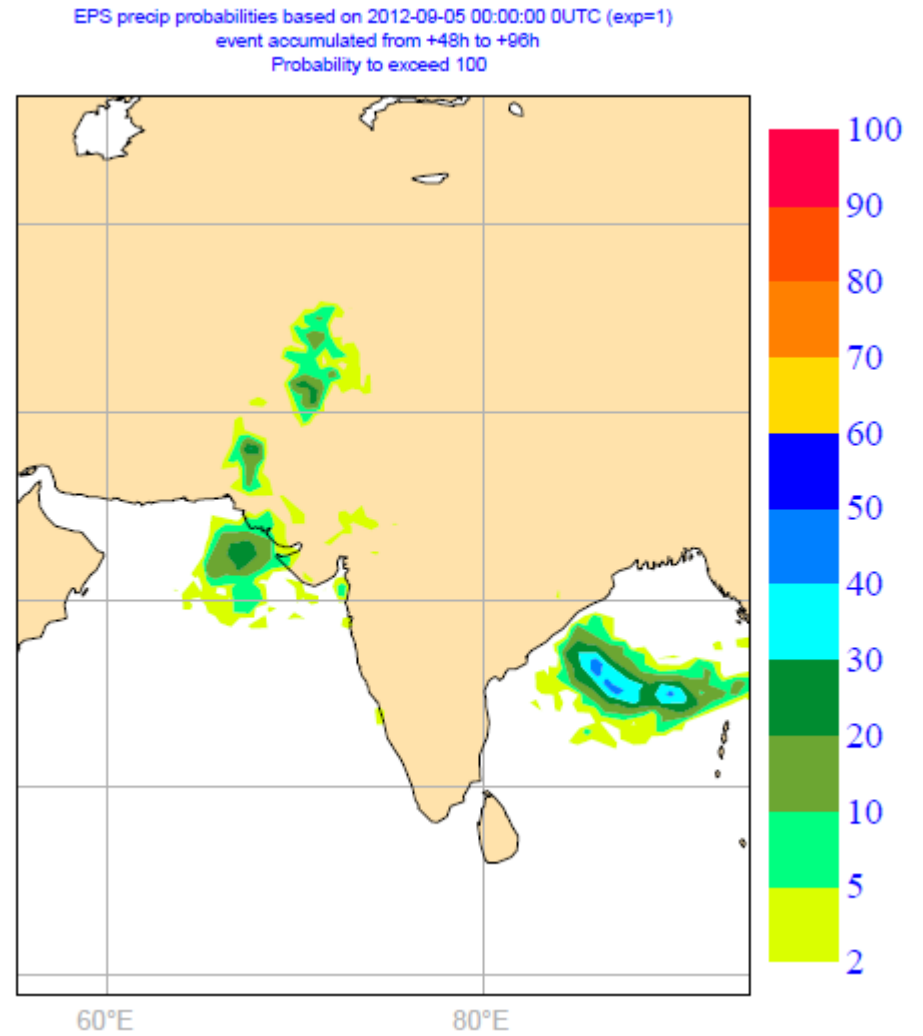 EPS precip probabilities based on 2012-09-05 00:00:00 0UTC (exp=1)
event accumulated from +48h to +96h
Probability to exceed 100
100
90
80
70
60
50
40
30
20
10
5
2
60°E
80°E